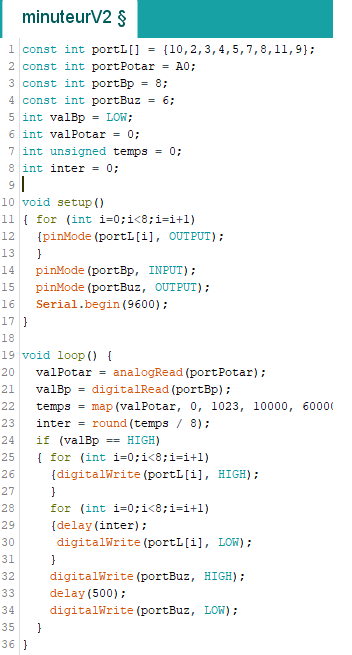 minuteurV2 §
1 const int portL[] = {10,2,3,4,5,7,8,11,9};
2 const int portPotar = A0;
3 const int portBp = 8;
4 const int portBuz = 6;
5 int valBp = LOW;
6 int valPotar = 0;
7 int unsigned temps = 0;
8 int inter = 0;
9
10 void setup()
11 { for (int i=0;i<8;i=i+1)
12 {pinMode(portL[i], OUTPUT);
13 }
14 pinMode(portBp, INPUT);
15 pinMode(portBuz, OUTPUT);
16 Serial.begin(9600);
17 }
18
19 void loop() {
20 valPotar = analogRead(portPotar);
21 valBp = digitalRead(portBp);
22 temps = map(valPotar, 0, 1023, 10000, 6000
23 inter = round(temps / 8);
24 if (valBp == HIGH)
25 { for (int i=0;i<8;i=i+1)
26 {digitalWrite(portL[i], HIGH);
27 }
28 for (int i=0;i<8;i=i+1)
29 {delay(inter);
30 digitalWrite(portL[i], LOW);
31 }
32 digitalWrite(portBuz, HIGH);
33 delay(500);
34 digitalWrite(portBuz, LOW);
35 }
36 }